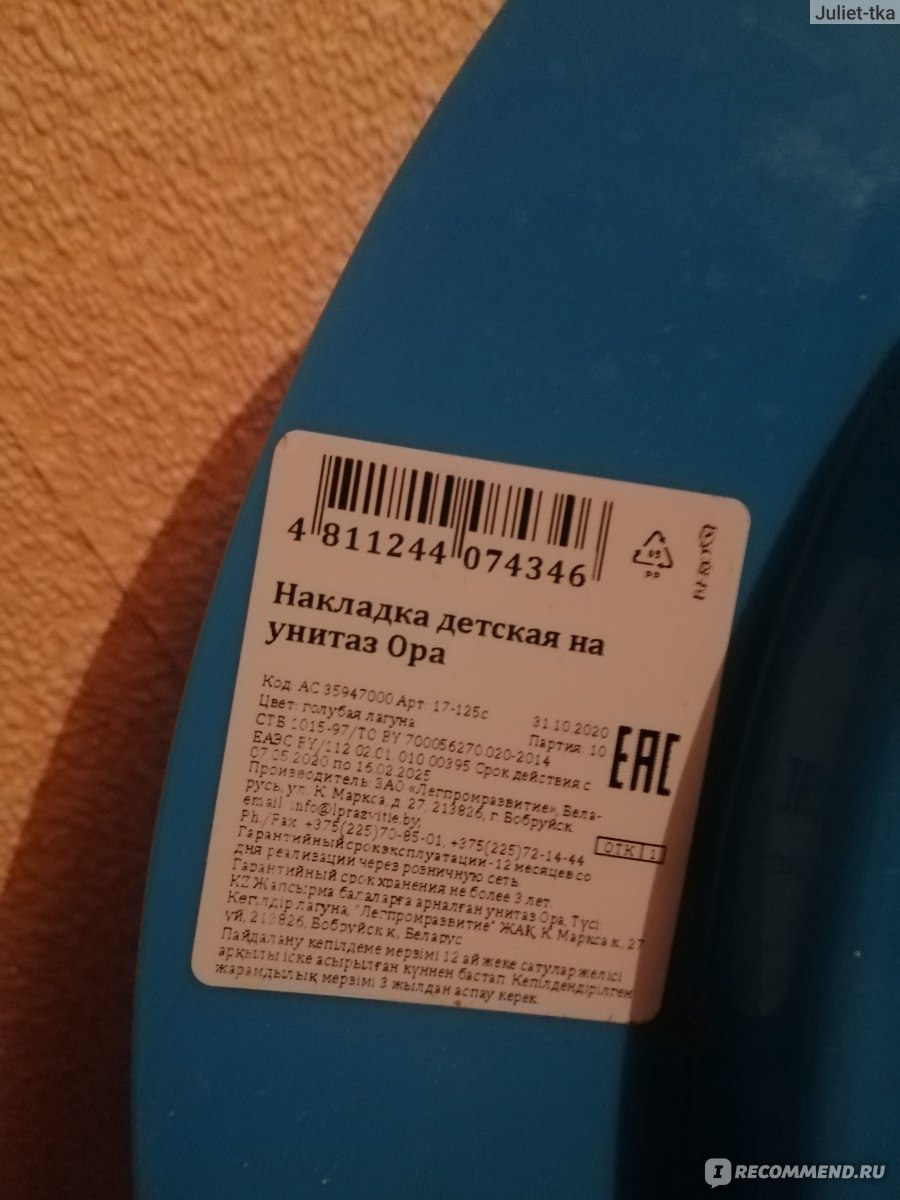 Juliet-tka
4 811244 074346
05
PP
Накладка детская на
унитаз Ора
Код: АС 35947000 Арт: 17-125с
31.10.2020
Цвет: голубая лагуна
Партия: 10
СТВ 1015-97/ТО BY 700056270.020-2014
ЕАЭС BY/112 02.01. 010 00395 Срок действия с
07.05.2020 по 16.02.2025
ЕАС
Производитель: ЗАО «Легпромразвитие», Бела-
русь, ул. К. Маркса, д. 27, 213826, г. Бобруйск
email: info@lprazvitie.by,
Ph./Fax: +375(225)70-85-01, +375(225)72-14-44
ОТК 1
Гарантийный срок эксплуатации - 12 месяцев со
дня реализации через розничную сеть.
Гарантийный срок хранения не более 3 лет.
KZ Жапсырма балаларға арналған унитаз Ора, Түсі
Көгілдір лагуна, "Легпромразвитие" ЖАҚ, К. Маркса к, 27
үй, 213826, Бобруйск к., Беларус
Пайдалану кепілдеме мерзімі 12 ай жеке сатулар желісі
арқылы іске асырылған күннен бастап. Кепілдендірілген
жарамдылық мерзімі 3 жылдан аспау керек.
IRECOMMEND.RU